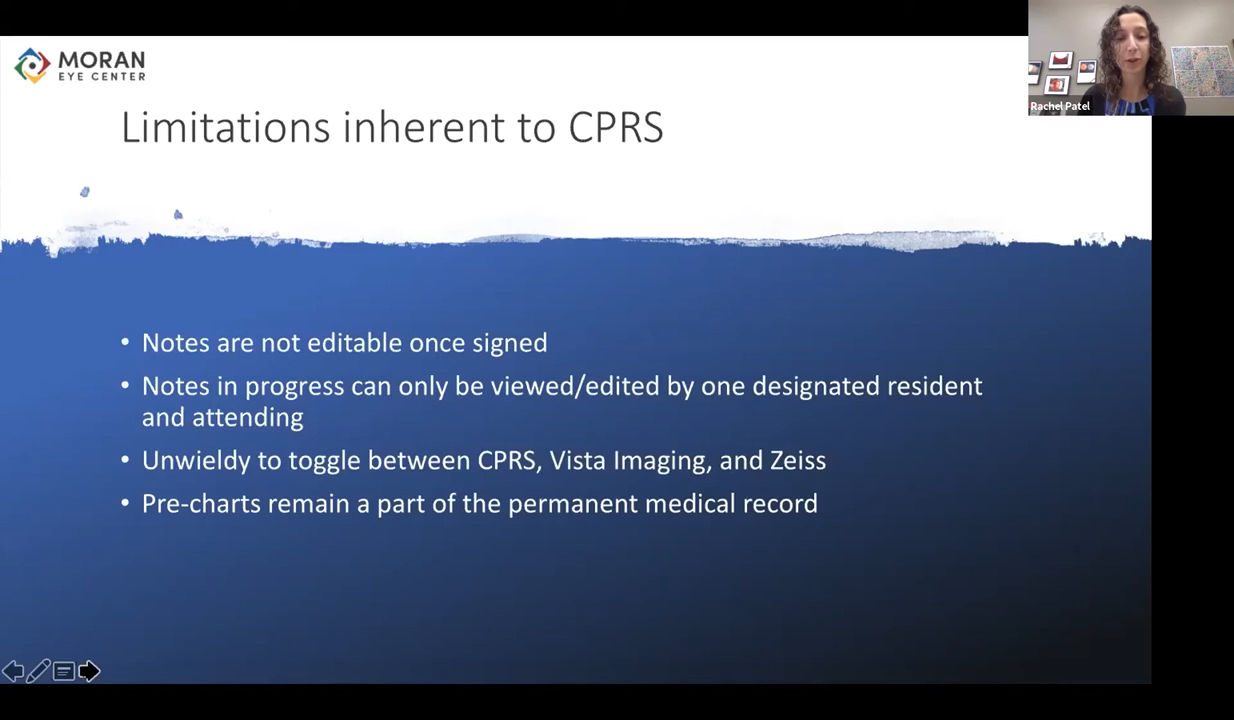 MORAN
EYE CENTER
Rachel Patel
Limitations inherent to CPRS
• Notes are not editable once signed
• Notes in progress can only be viewed/edited by one designated resident
and attending
• Unwieldy to toggle between CPRS, Vista Imaging, and Zeiss
• Pre-charts remain a part of the permanent medical record